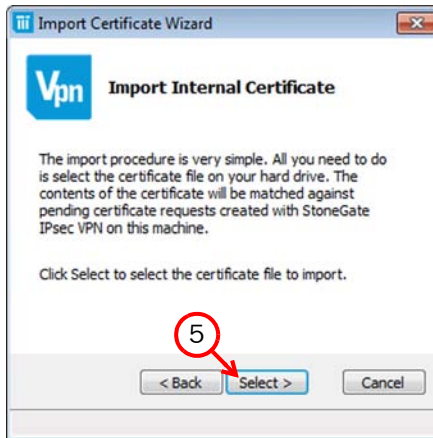 Import Certificate Wizard
Vpn
Import Internal Certificate
The import procedure is very simple. All you need to do
is select the certificate file on your hard drive. The
contents of the certificate will be matched against
pending certificate requests created with StoneGate
IPsec VPN on this machine.
Click Select to select the certificate file to import.
5
< Back Select > Cancel